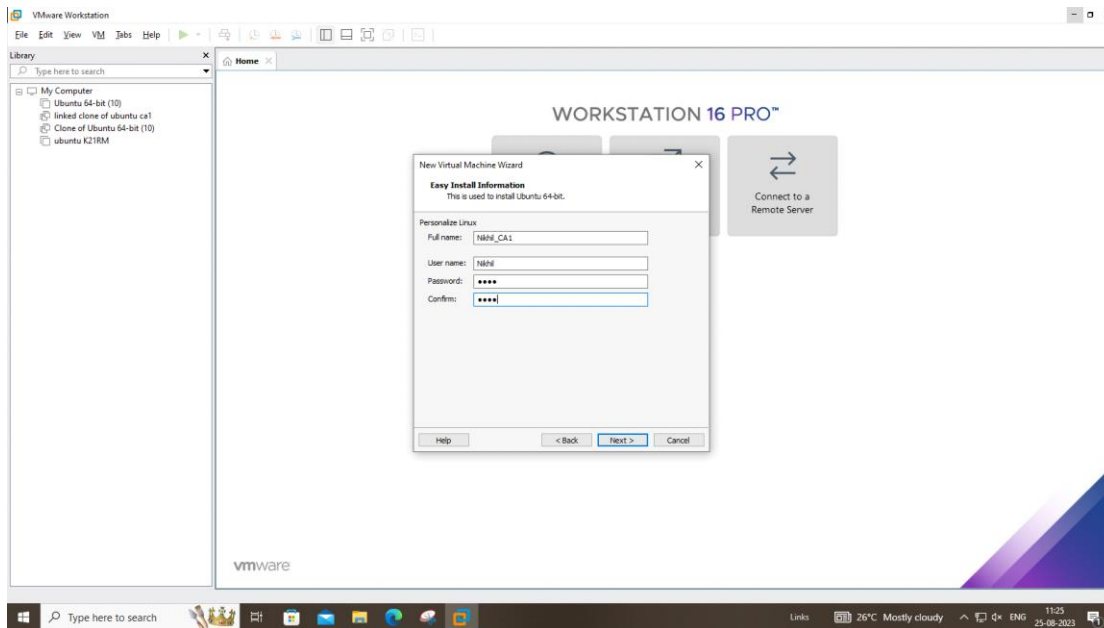 VMware Workstation
File Edit View VM Tabs Help
Library
Type here to search
My Computer
Ubuntu 64-bit (10)
linked clone of ubuntu ca1
Clone of Ubuntu 64-bit (10)
ubuntu K21RM
Home
WORKSTATION 16 PRO™
Connect to a
Remote Server
New Virtual Machine Wizard
Easy Install Information
This is used to install Ubuntu 64-bit.
Personalize Linux
Full name: Nikhil_CA1
User name: Nikhil
Password: ●●●●
Confirm: ●●●●
Help < Back Next > Cancel
vmware
Type here to search Links 26°C Mostly cloudy ENG 11:25
25-08-2023